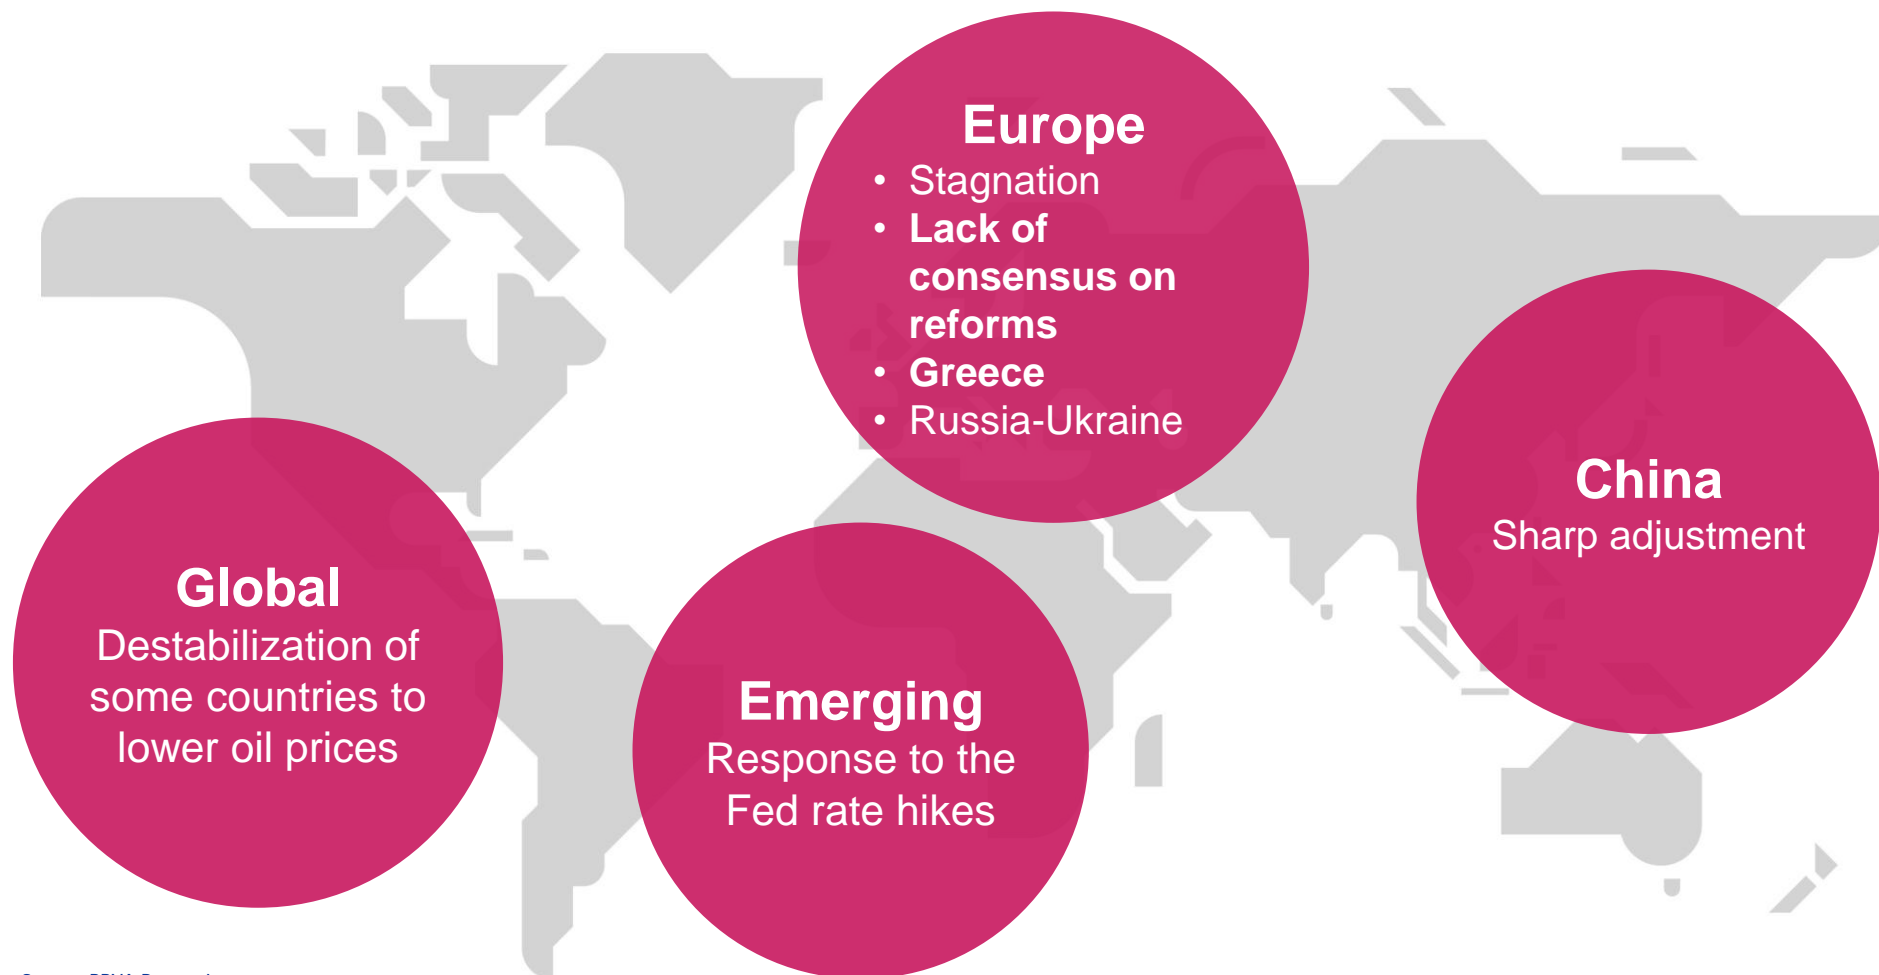 Europe
• Stagnation
• Lack of
consensus on
reforms
• Greece
• Russia-Ukraine
China
Sharp adjustment
Global
Destabilization of
some countries to
lower oil prices
Emerging
Response to the
Fed rate hikes